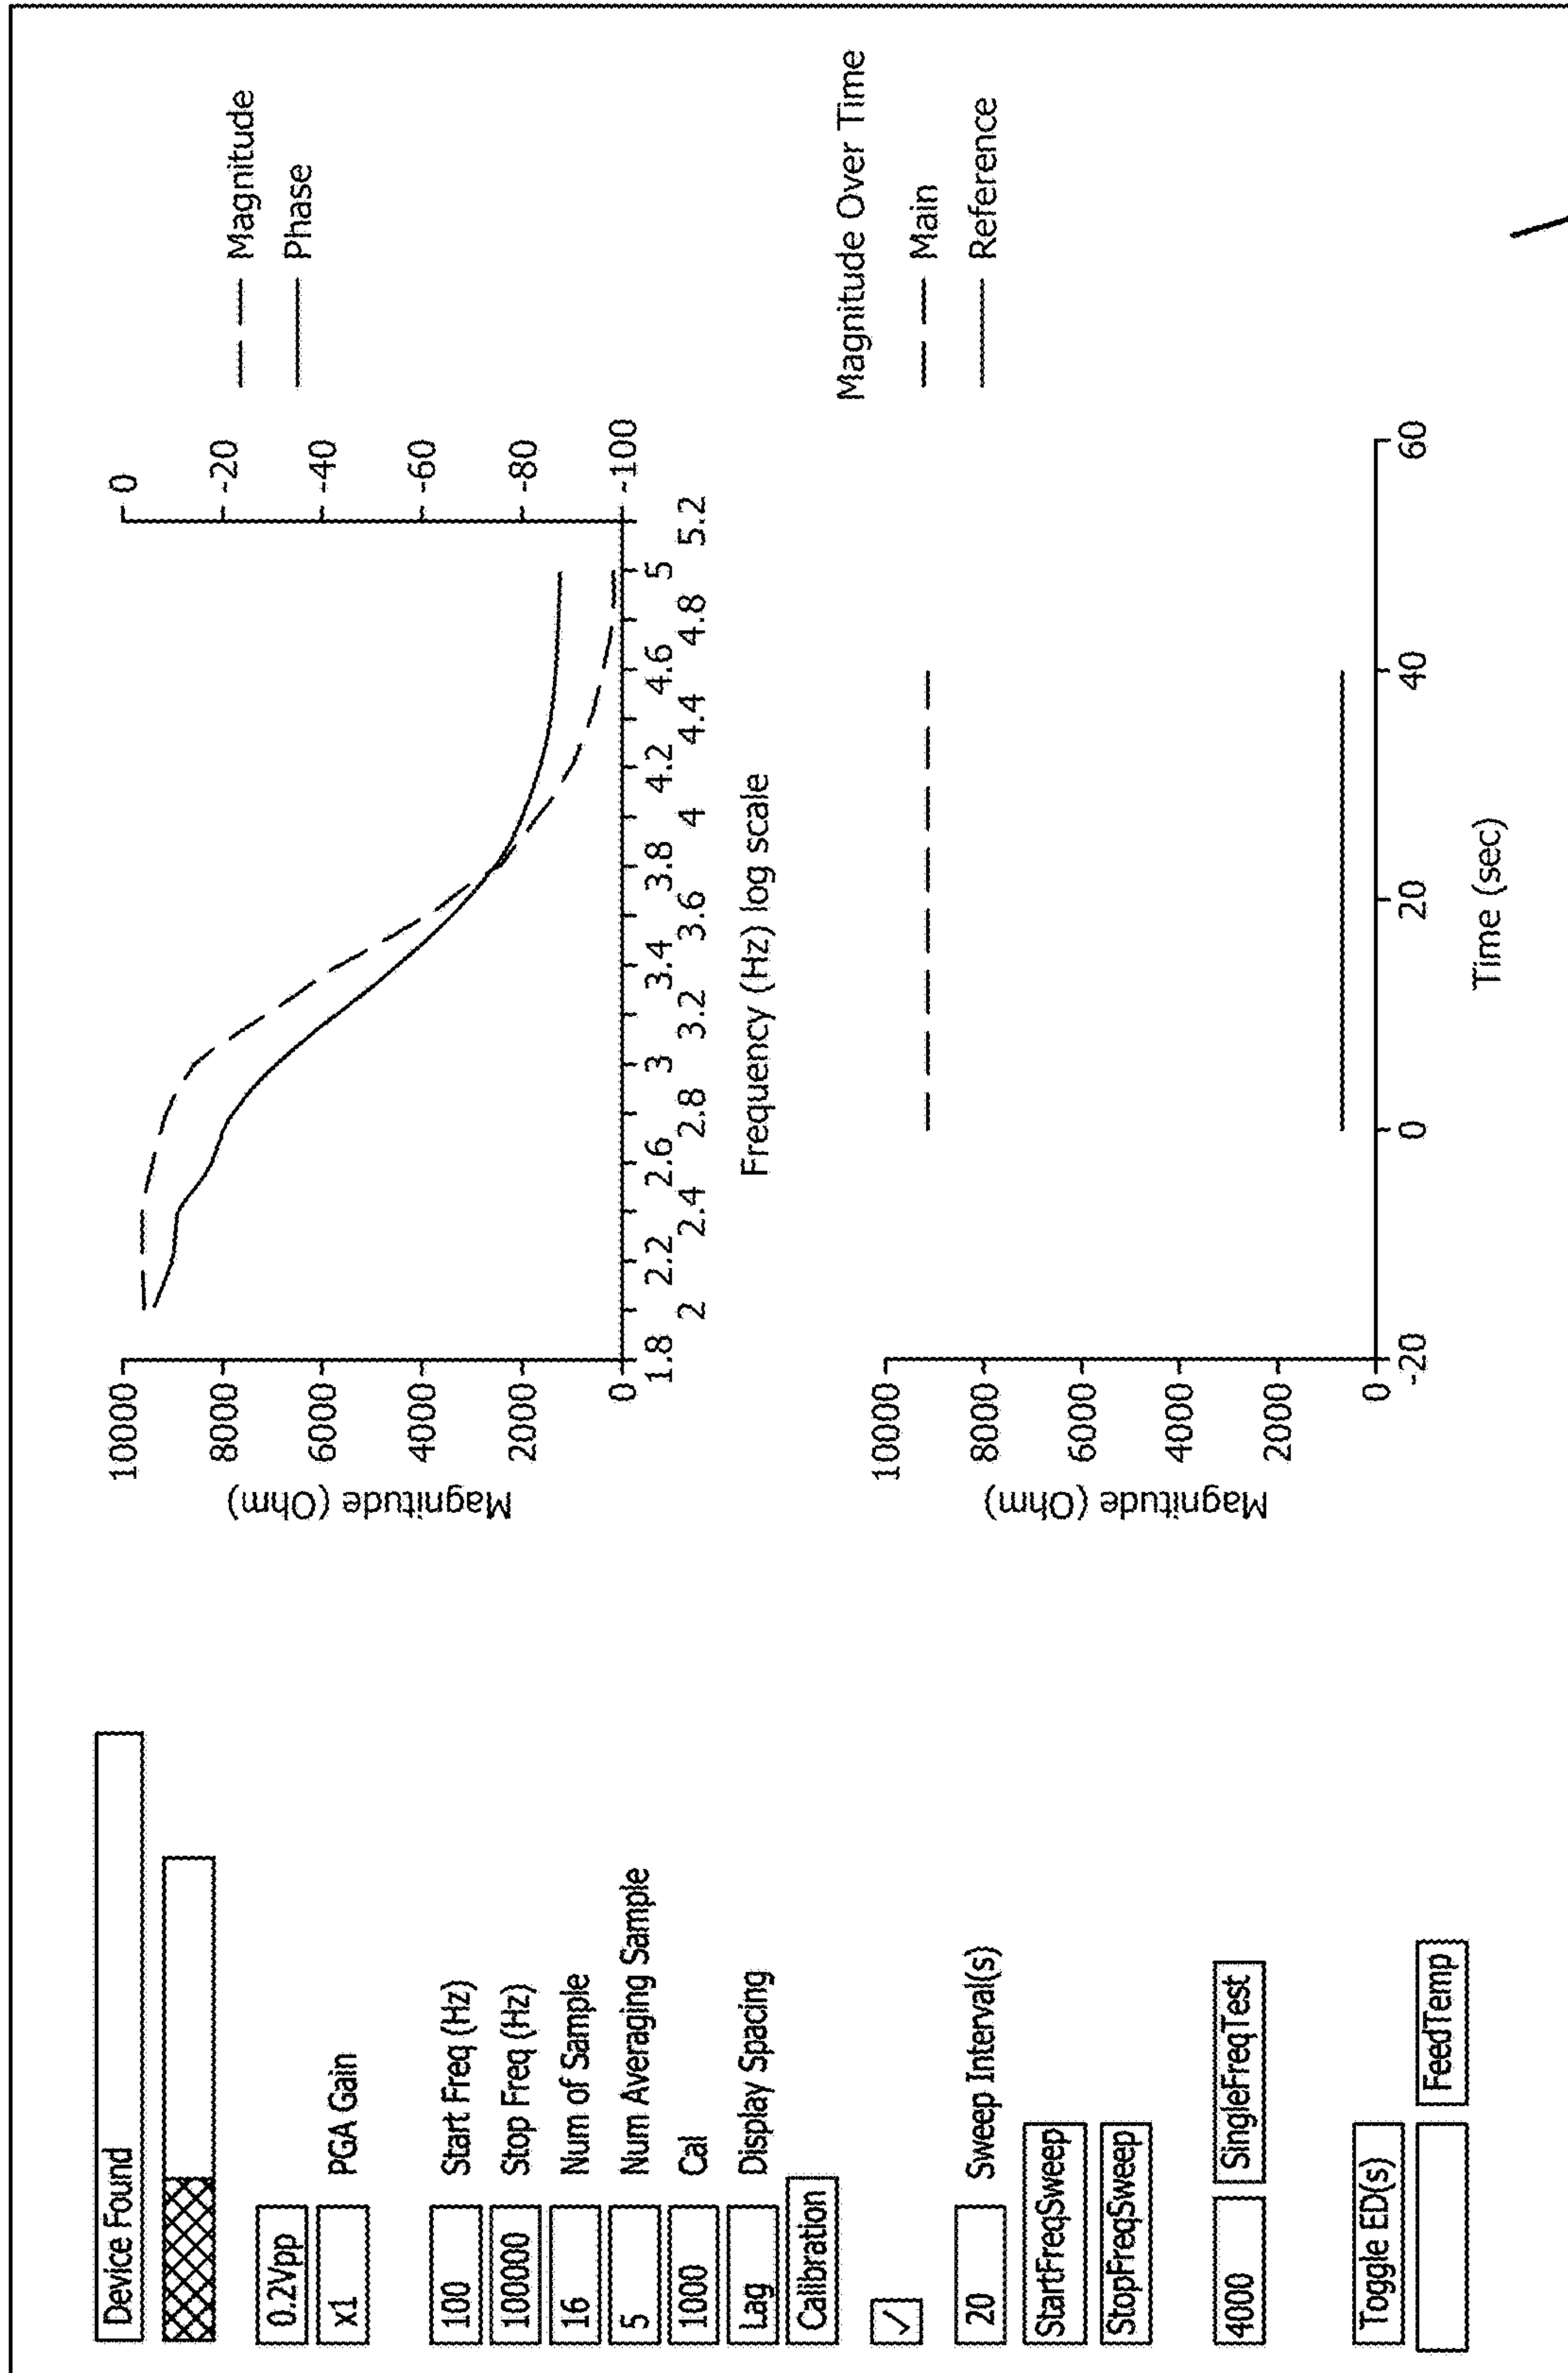 Device Found
0.2Vpp
x1 PGA Gain
100 Start Freq (Hz)
100000 Stop Freq (Hz)
16 Num of Sample
5 Num Averaging Sample
1000 Cal
Lag Display Spacing
Calibration
✓
20 Sweep Interval(s)
StartFreqSweep
StopFreqSweep
4000 SingleFreqTest
Toggle ED(s)
FeedTemp
Magnitude (Ohm)
10000
8000
6000
4000
2000
0
1.8 2 2.2 2.4 2.6 2.8 3 3.2 3.4 3.6 3.8 4 4.2 4.4 4.6 4.8 5 5.2
Frequency (Hz) log scale
0
-20
-40
-60
-80
-100
Magnitude
Phase
Magnitude (Ohm)
10000
8000
6000
4000
2000
0
-20 0 20 40 60
Time (sec)
Magnitude Over Time
Main
Reference